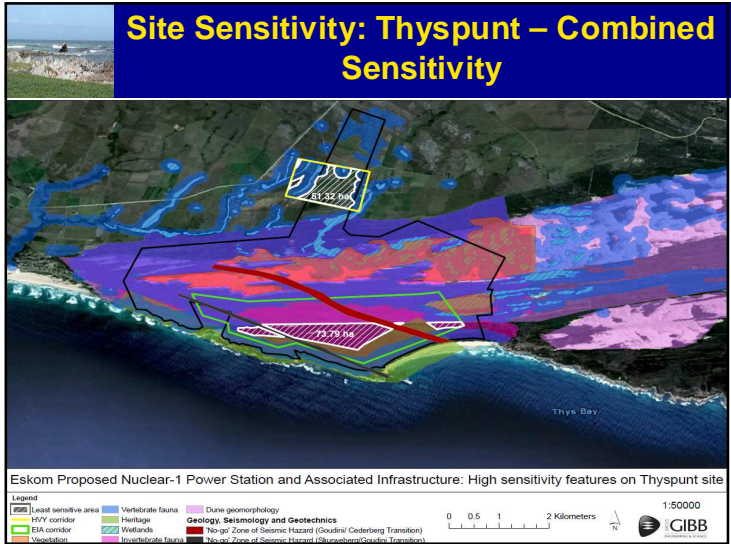 Site Sensitivity: Thyspunt – Combined
Sensitivity
51.32 ha
73.79 ha
Thys Bay
Eskom Proposed Nuclear-1 Power Station and Associated Infrastructure: High sensitivity features on Thyspunt site
Legend
Least sensitive area
HVY corridor
EIA corridor
Vegetation
Vertebrate fauna
Heritage
Wetlands
Invertebrate fauna
Dune geomorphology
Geology, Seismology and Geotechnics
'No-go' Zone of Seismic Hazard (Goudini/ Cederberg Transition)
'No-go' Zone of Seismic Hazard (Skurweberg/Goudini Transition)
0 0.5 1 2 Kilometers
N
1:50000
GIBB
ENGINEERING & SCIENCE